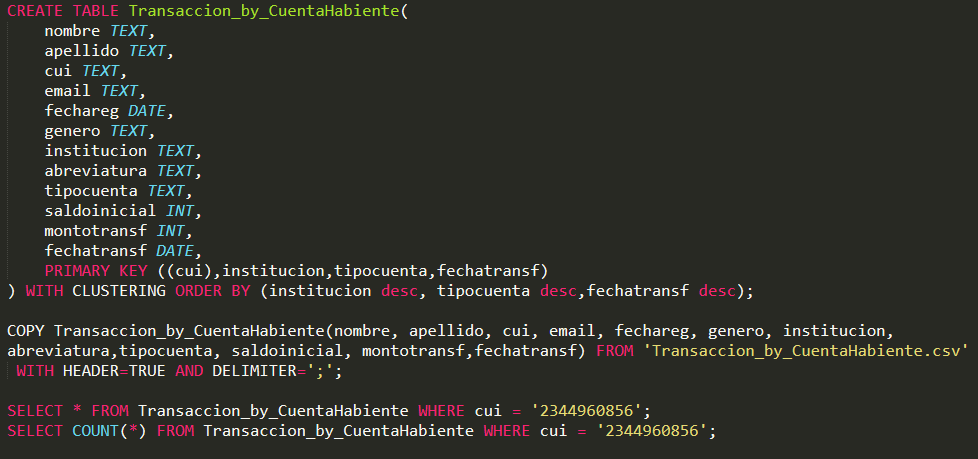 CREATE TABLE Transaccion_by_CuentaHabiente(
    nombre TEXT,
    apellido TEXT,
    cui TEXT,
    email TEXT,
    fechareg DATE,
    genero TEXT,
    institucion TEXT,
    abreviatura TEXT,
    tipocuenta TEXT,
    saldoinicial INT,
    montotransf INT,
    fechatransf DATE,
    PRIMARY KEY ((cui),institucion,tipocuenta,fechatransf)
) WITH CLUSTERING ORDER BY (institucion desc, tipocuenta desc,fechatransf desc);
COPY Transaccion_by_CuentaHabiente(nombre, apellido, cui, email, fechareg, genero, institucion,
abreviatura,tipocuenta, saldoinicial, montotransf,fechatransf) FROM 'Transaccion_by_CuentaHabiente.csv'
 WITH HEADER=TRUE AND DELIMITER=';';
SELECT * FROM Transaccion_by_CuentaHabiente WHERE cui = '2344960856';
SELECT COUNT(*) FROM Transaccion_by_CuentaHabiente WHERE cui = '2344960856';